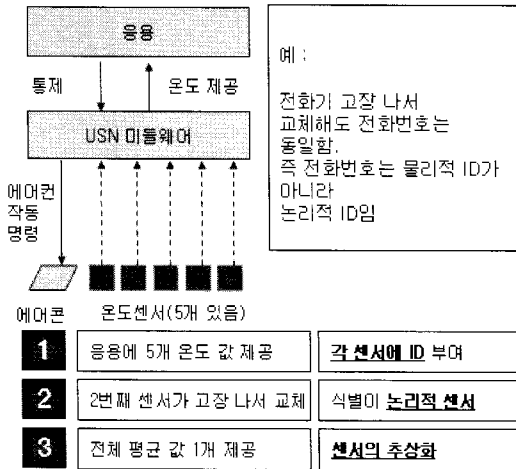 응용
통제
온도 제공
USN 미들웨어
에어컨
작동
명령
에어콘
온도센서(5개 있음)
예 :
전화기 고장 나서
교체해도 전화번호는
동일함.
즉 전화번호는 물리적 ID가
아니라
논리적 ID임
1
응용에 5개 온도 값 제공
각 센서에 ID 부여
2
2번째 센서가 고장 나서 교체
식별이 논리적 센서
3
전체 평균 값 1개 제공
센서의 추상화